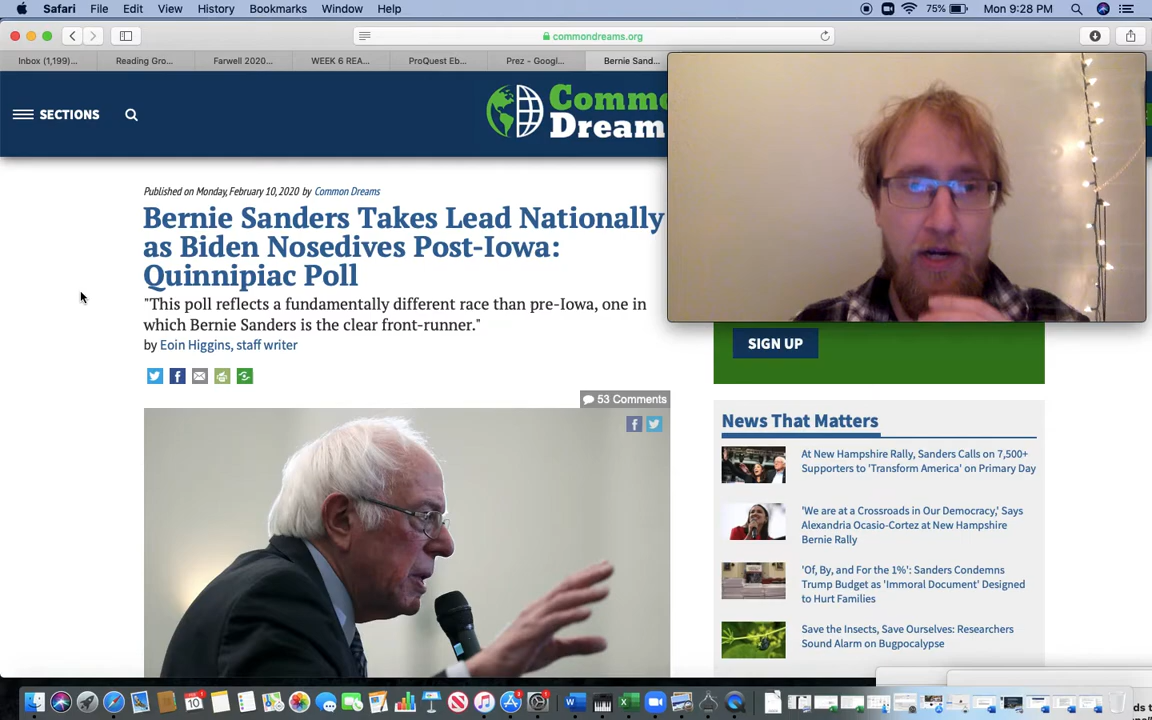 Safari File Edit View History Bookmarks Window Help 75% Mon 9:28 PM
commondreams.org
Inbox (1,199)... Reading Gro... Farwell 2020... WEEK 6 REA... ProQuest Eb... Prez - Googl... Bernie Sand...
SECTIONS
Commo
Dream
Published on Monday, February 10, 2020 by Common Dreams
Bernie Sanders Takes Lead Nationally
as Biden Nosedives Post-Iowa:
Quinnipiac Poll
"This poll reflects a fundamentally different race than pre-Iowa, one in
which Bernie Sanders is the clear front-runner."
by Eoin Higgins, staff writer
53 Comments
SIGN UP
News That Matters
At New Hampshire Rally, Sanders Calls on 7,500+
Supporters to 'Transform America' on Primary Day
'We are at a Crossroads in Our Democracy,' Says
Alexandria Ocasio-Cortez at New Hampshire
Bernie Rally
'Of, By, and For the 1%': Sanders Condemns
Trump Budget as 'Immoral Document' Designed
to Hurt Families
Save the Insects, Save Ourselves: Researchers
Sound Alarm on Bugpocalypse